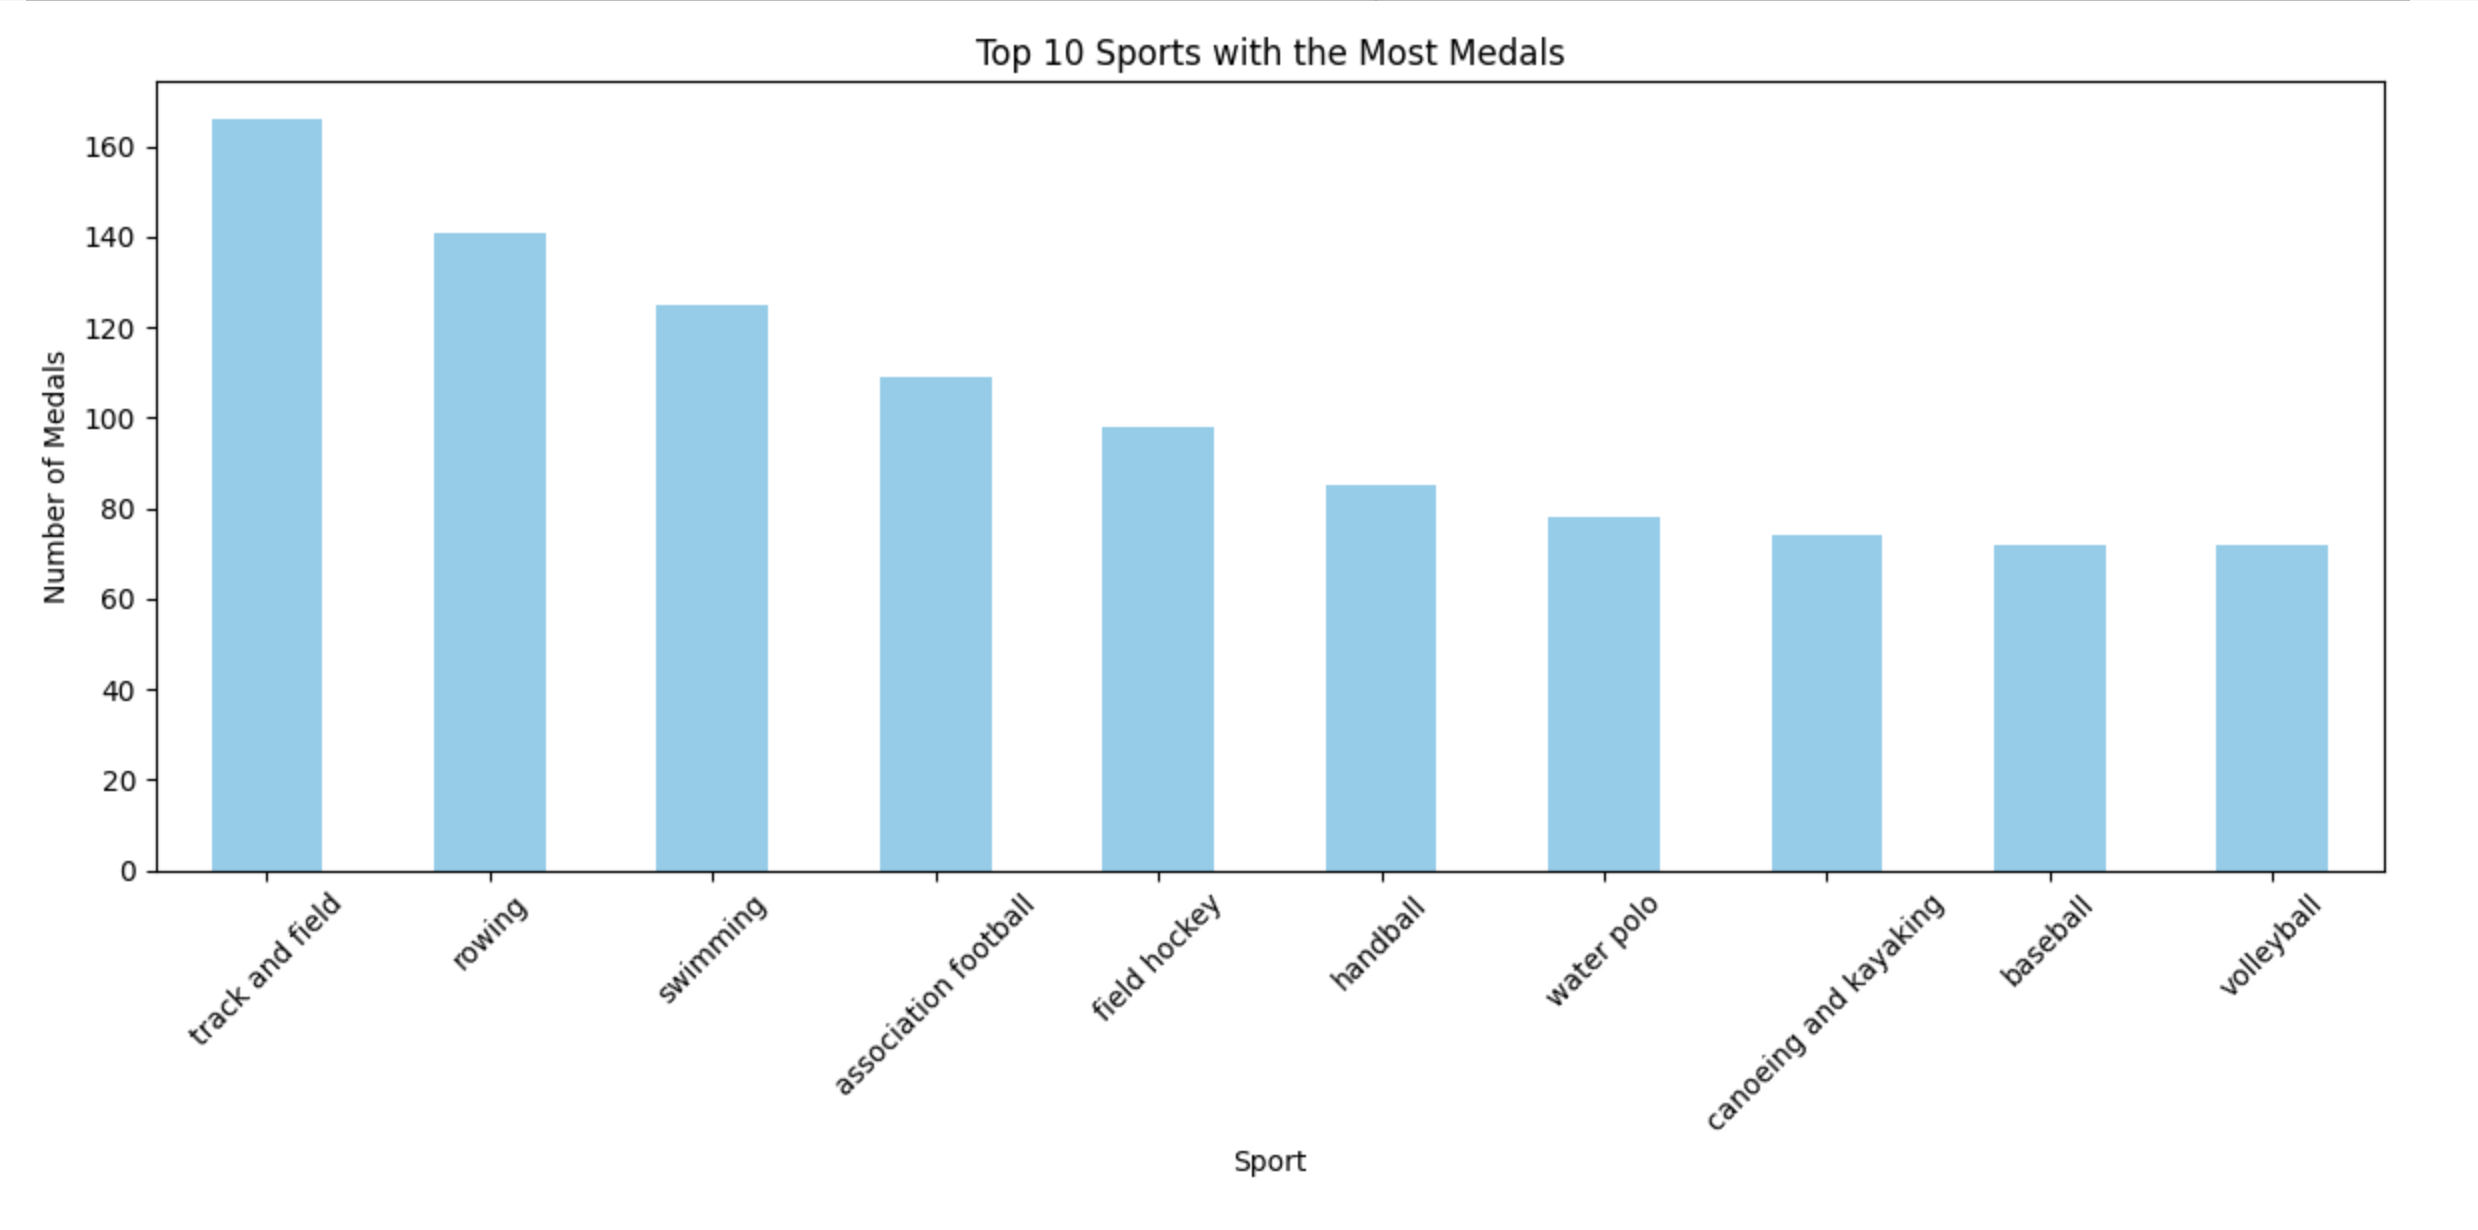 Top 10 Sports with the Most Medals
Number of Medals
160
140
120
100
80
60
40
20
0
track and field
rowing
swimming
association football
field hockey
handball
water polo
canoeing and kayaking
baseball
volleyball
Sport